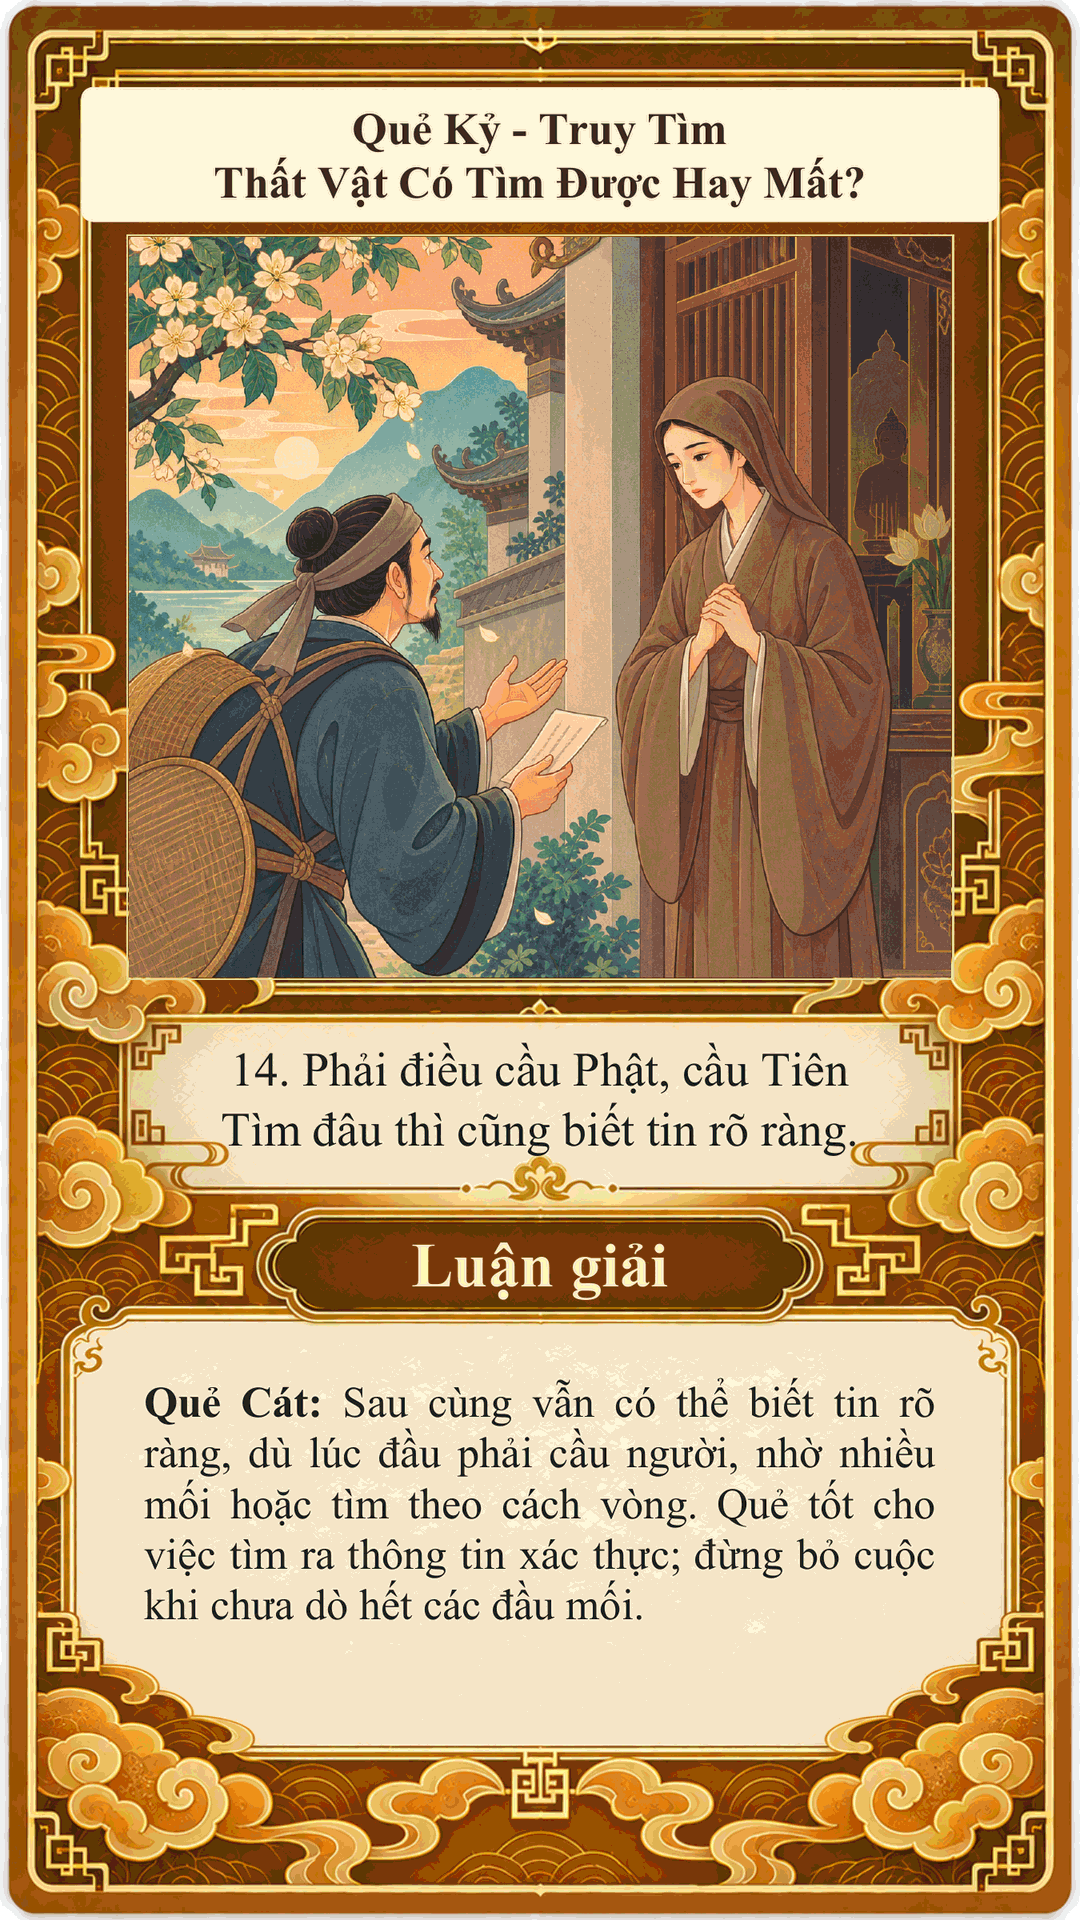 Quẻ Kỷ - Truy Tìm
Thất Vật Có Tìm Được Hay Mất?
14. Phải điều cầu Phật, cầu Tiên
Tìm đâu thì cũng biết tin rõ ràng.
Luận giải
Quẻ Cát: Sau cùng vẫn có thể biết tin rõ
ràng, dù lúc đầu phải cầu người, nhờ nhiều
mối hoặc tìm theo cách vòng. Quẻ tốt cho
việc tìm ra thông tin xác thực; đừng bỏ cuộc
khi chưa dò hết các đầu mối.